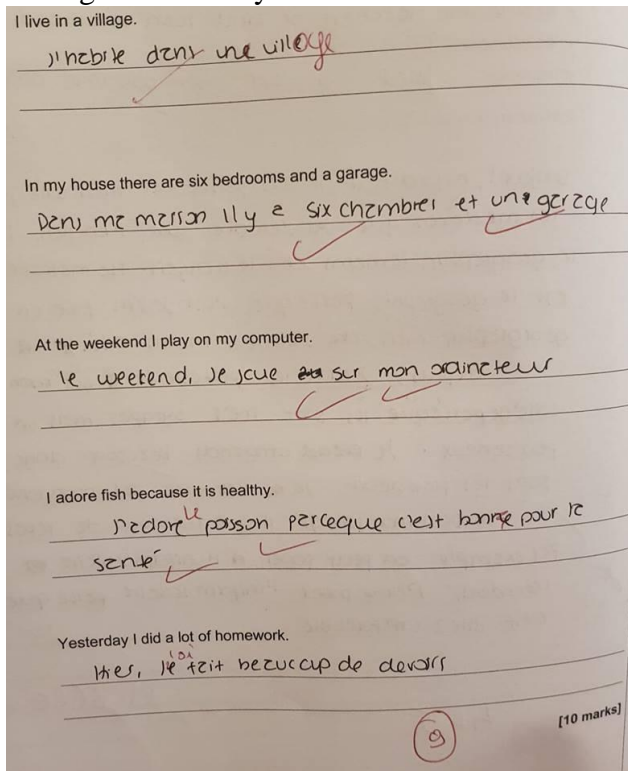 I live in a village.
J'habite dans une village
In my house there are six bedrooms and a garage.
Dans ma maison Il y a six chambres et une garage
At the weekend I play on my computer.
le weekend, Je joue sur mon ordinateur
I adore fish because it is healthy.
le
J'adore poisson parceque c'est bonne pour la
santé
Yesterday I did a lot of homework.
'ai
Hier, Je fait beaucoup de devoirs
9
[10 marks]